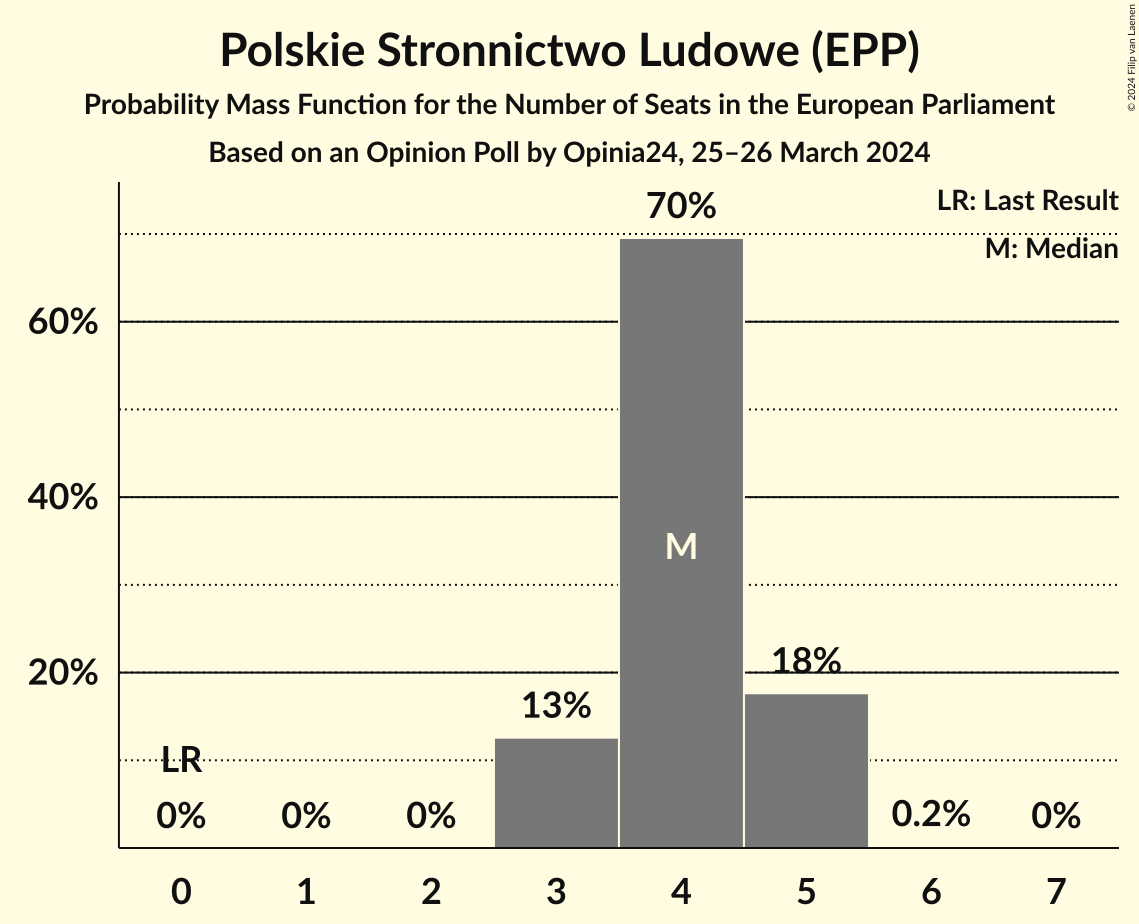 Polskie Stronnictwo Ludowe (EPP)
Probability Mass Function for the Number of Seats in the European Parliament
Based on an Opinion Poll by Opinia24, 25–26 March 2024
© 2024 Filip van Laenen
LR: Last Result
M: Median
70%
60%
40%
M
20%
18%
13%
LR
0% 0% 0% 0.2% 0%
0 1 2 3 4 5 6 7